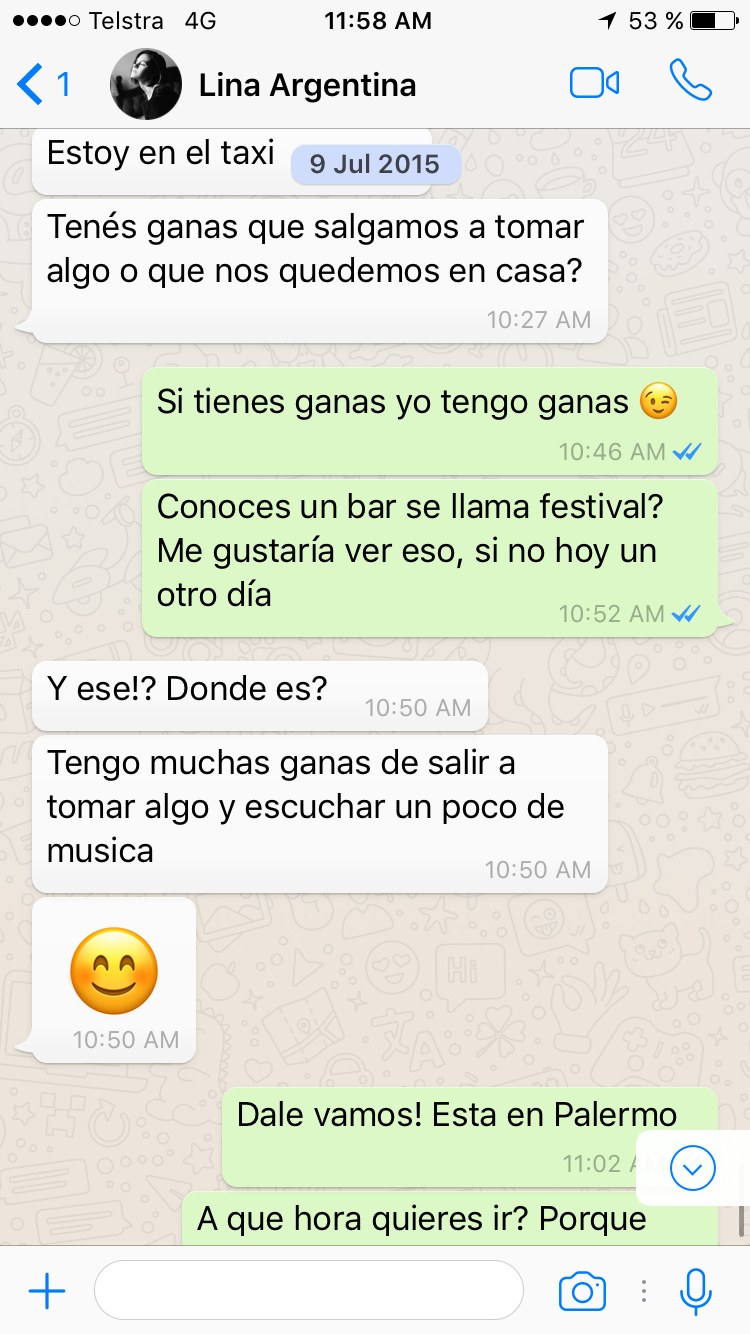 Telstra 4G 11:58 AM 53 %
1 Lina Argentina
Estoy en el taxi
9 Jul 2015
Tenés ganas que salgamos a tomar
algo o que nos quedemos en casa?
10:27 AM
Si tienes ganas yo tengo ganas 😉
10:46 AM
Conoces un bar se llama festival?
Me gustaría ver eso, si no hoy un
otro día
10:52 AM
Y ese!? Donde es?
10:50 AM
Tengo muchas ganas de salir a
tomar algo y escuchar un poco de
musica
10:50 AM
😊
10:50 AM
Dale vamos! Esta en Palermo
11:02
A que hora quieres ir? Porque